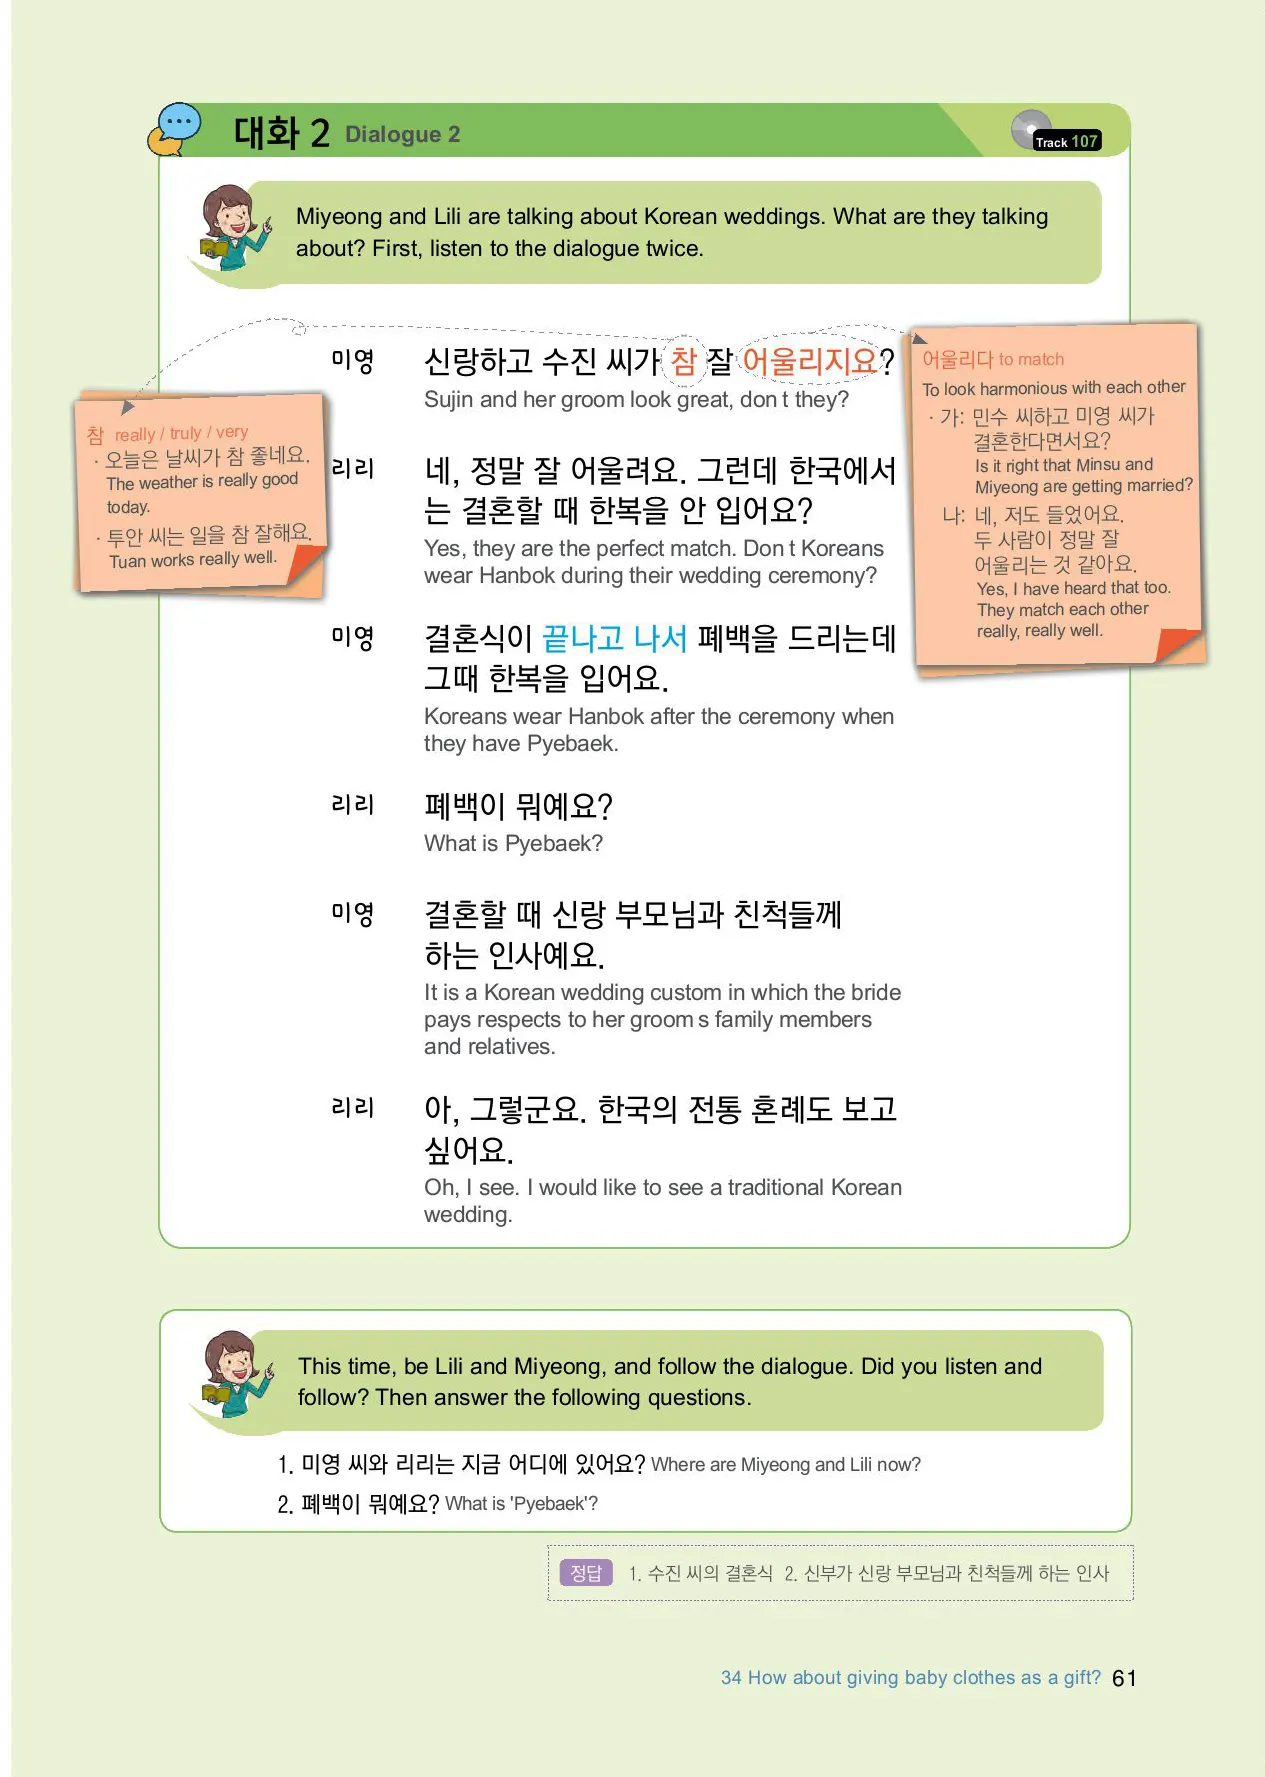 대화 2 Dialogue 2
Track 107
Miyeong and Lili are talking about Korean weddings. What are they talking
about? First, listen to the dialogue twice.
미영 신랑하고 수진 씨가 참 잘 어울리지요?
Sujin and her groom look great, don t they?
리리 네, 정말 잘 어울려요. 그런데 한국에서
는 결혼할 때 한복을 안 입어요?
Yes, they are the perfect match. Don t Koreans
wear Hanbok during their wedding ceremony?
미영 결혼식이 끝나고 나서 폐백을 드리는데
그때 한복을 입어요.
Koreans wear Hanbok after the ceremony when
they have Pyebaek.
리리 폐백이 뭐예요?
What is Pyebaek?
미영 결혼할 때 신랑 부모님과 친척들께
하는 인사예요.
It is a Korean wedding custom in which the bride
pays respects to her groom s family members
and relatives.
리리 아, 그렇군요. 한국의 전통 혼례도 보고
싶어요.
Oh, I see. I would like to see a traditional Korean
wedding.
참 really / truly / very
· 오늘은 날씨가 참 좋네요.
The weather is really good
today.
· 투안 씨는 일을 참 잘해요.
Tuan works really well.
어울리다 to match
To look harmonious with each other
· 가: 민수 씨하고 미영 씨가
결혼한다면서요?
Is it right that Minsu and
Miyeong are getting married?
나: 네, 저도 들었어요.
두 사람이 정말 잘
어울리는 것 같아요.
Yes, I have heard that too.
They match each other
really, really well.
This time, be Lili and Miyeong, and follow the dialogue. Did you listen and
follow? Then answer the following questions.
1. 미영 씨와 리리는 지금 어디에 있어요? Where are Miyeong and Lili now?
2. 폐백이 뭐예요? What is 'Pyebaek'?
정답 1. 수진 씨의 결혼식 2. 신부가 신랑 부모님과 친척들께 하는 인사
34 How about giving baby clothes as a gift? 61